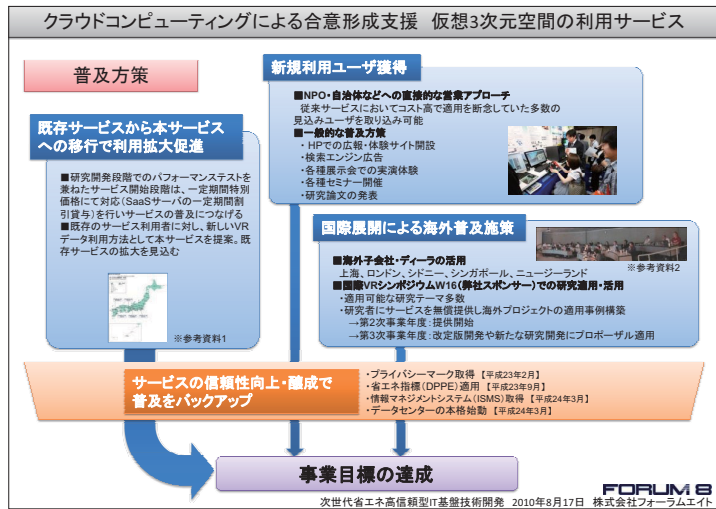 クラウドコンピューティングによる合意形成支援 仮想3次元空間の利用サービス
普及方策
既存サービスから本サービス
への移行で利用拡大促進
■研究開発段階でのパフォーマンステストを
兼ねたサービス開始段階は、一定期間特別
価格にて対応(SaaSサーバの一定期間割
引貸与)を行いサービスの普及につなげる
■既存のサービス利用者に対し、新しいVR
データ利用方法として本サービスを提案。既
存サービスの拡大を見込む
※参考資料1
新規利用ユーザ獲得
■NPO・自治体などへの直接的な営業アプローチ
従来サービスにおいてコスト高で適用を断念していた多数の
見込みユーザを取り込み可能
■一般的な普及方策
・HPでの広報・体験サイト開設
・検索エンジン広告
・各種展示会での実演体験
・各種セミナー開催
・研究論文の発表
国際展開による海外普及施策
■海外子会社・ディーラの活用
上海、ロンドン、シドニー、シンガポール、ニュージーランド
※参考資料2
■国際VRシンポジウムW16(弊社スポンサー)での研究適用・活用
・適用可能な研究テーマ多数
・研究者にサービスを無償提供し海外プロジェクトの適用事例構築
→第2次事業年度:提供開始
→第3次事業年度:改定版開発や新たな研究開発にプロポーザル適用
サービスの信頼性向上・醸成で
普及をバックアップ
・プライバシーマーク取得【平成23年2月】
・省エネ指標(DPPE)適用【平成23年9月】
・情報マネジメントシステム(ISMS)取得【平成24年3月】
・データセンターの本格始動【平成24年3月】
事業目標の達成
FORUM 8
次世代省エネ高信頼型IT基盤技術開発 2010年8月17日 株式会社フォーラムエイト